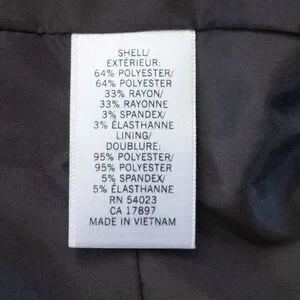 SHELL/
EXTÉRIEUR:
64% POLYESTER/
64% POLYESTER
33% RAYON/
33% RAYONNE
3% SPANDEX/
3% ÉLASTHANNE
LINING/
DOUBLURE:
95% POLYESTER/
95% POLYESTER
5% SPANDEX/
5% ÉLASTHANNE
RN 54023
CA 17897
MADE IN VIETNAM